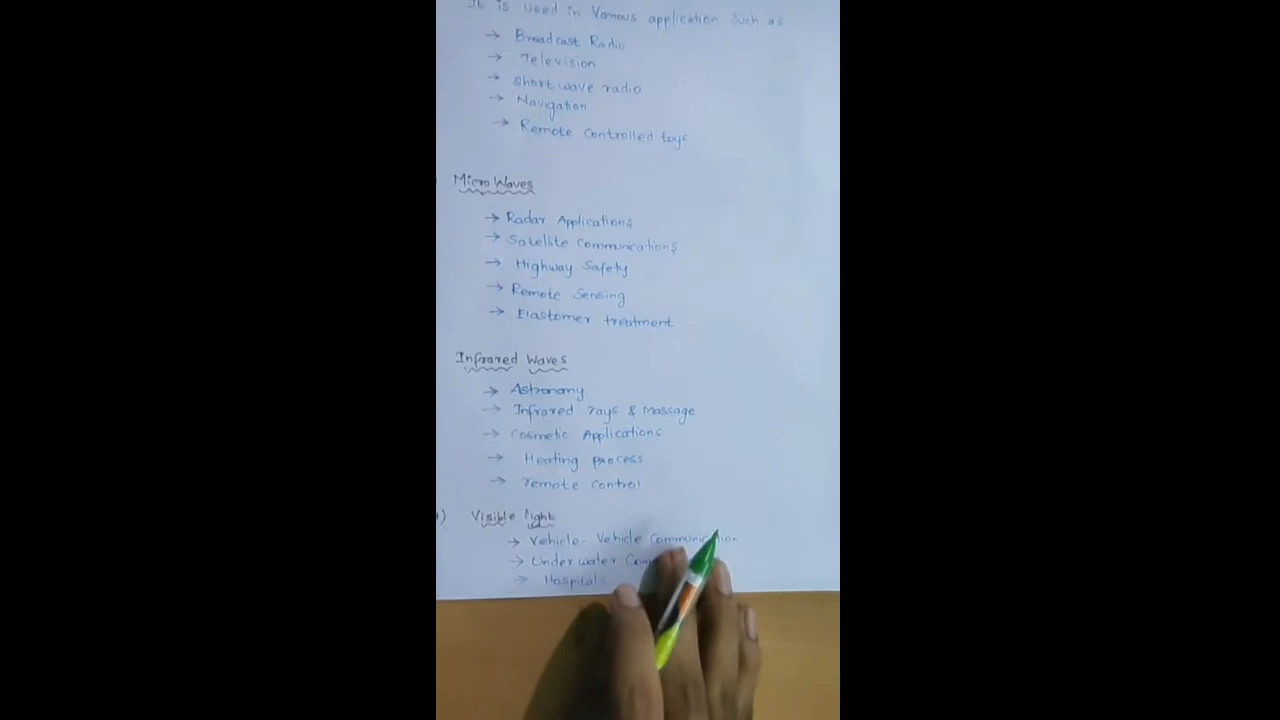 It is used in Various application such as
→ Broadcast Radio
→ Television
→ Short wave radio
→ Navigation
→ Remote Controlled toys
Micro Waves
→ Radar Applications
→ Satellite Communications
→ Highway Safety
→ Remote Sensing
→ Elastomer treatment
Infrared Waves
→ Astronomy
→ Infrared rays & Massage
→ Cosmetic Applications
→ Heating process
→ remote control
) Visible light
→ Vehicle - Vehicle Communication
→ Under water
→ Hospitals